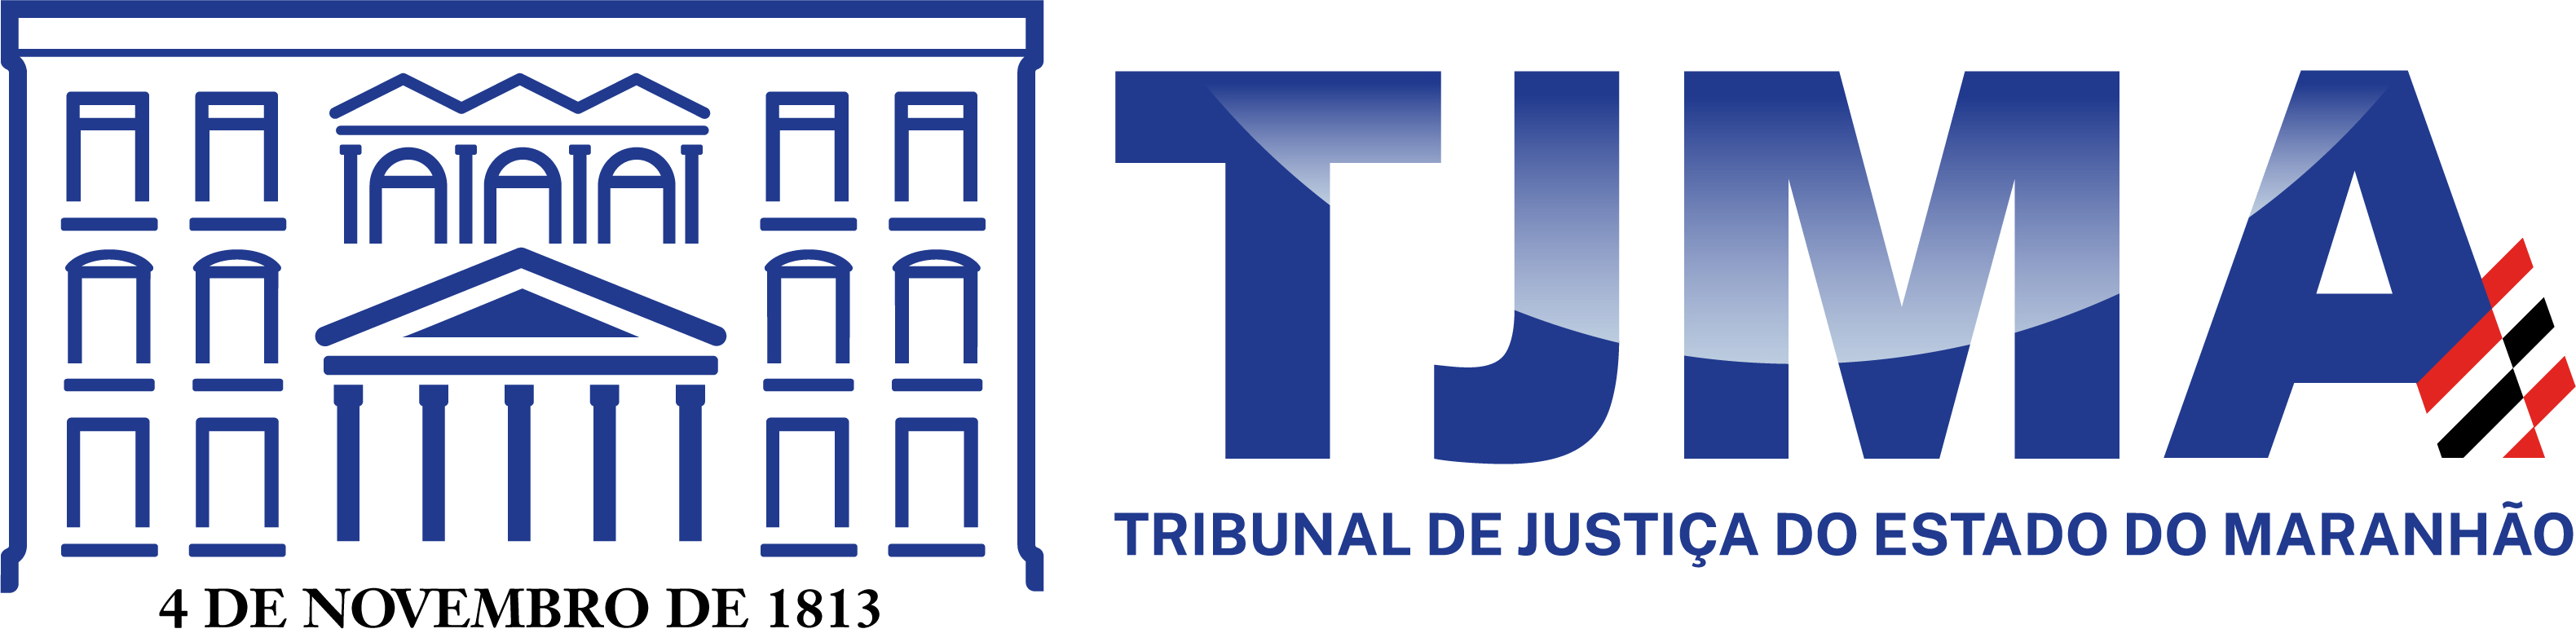 TJMA
TRIBUNAL DE JUSTIÇA DO ESTADO DO MARANHÃO
4 DE NOVEMBRO DE 1813